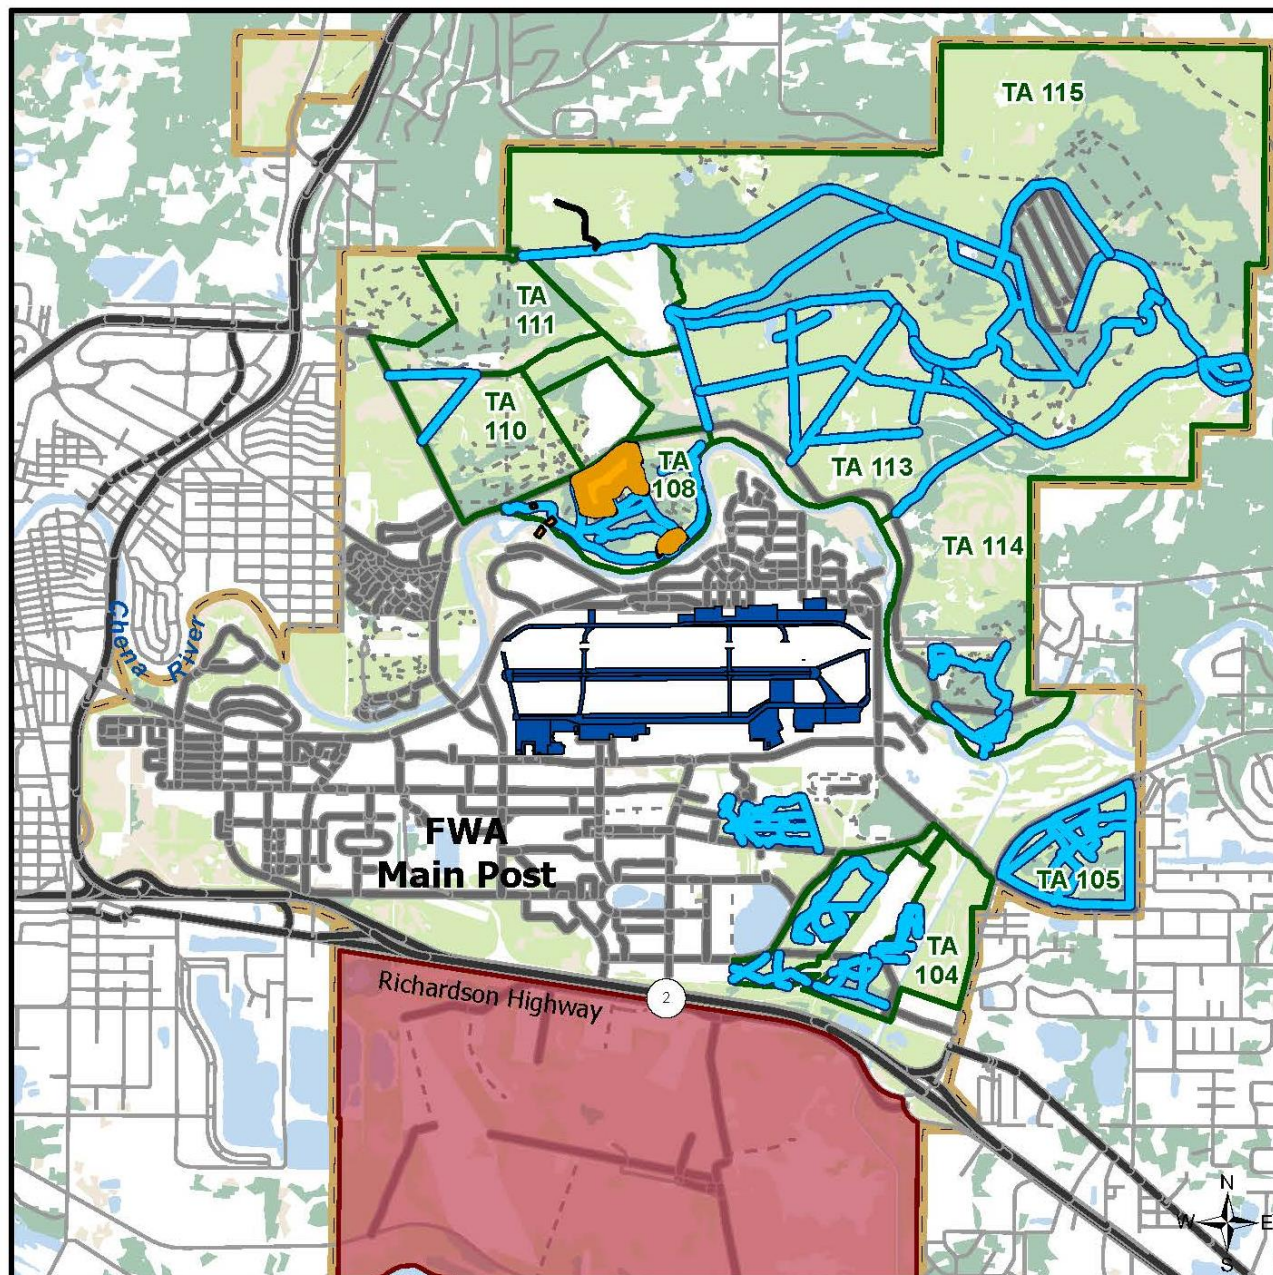 TA 115
TA
111
TA
110
TA
108
TA 113
TA 114
Chena
River
FWA
Main Post
TA 105
TA
104
Richardson Highway
2
N
W
E
S